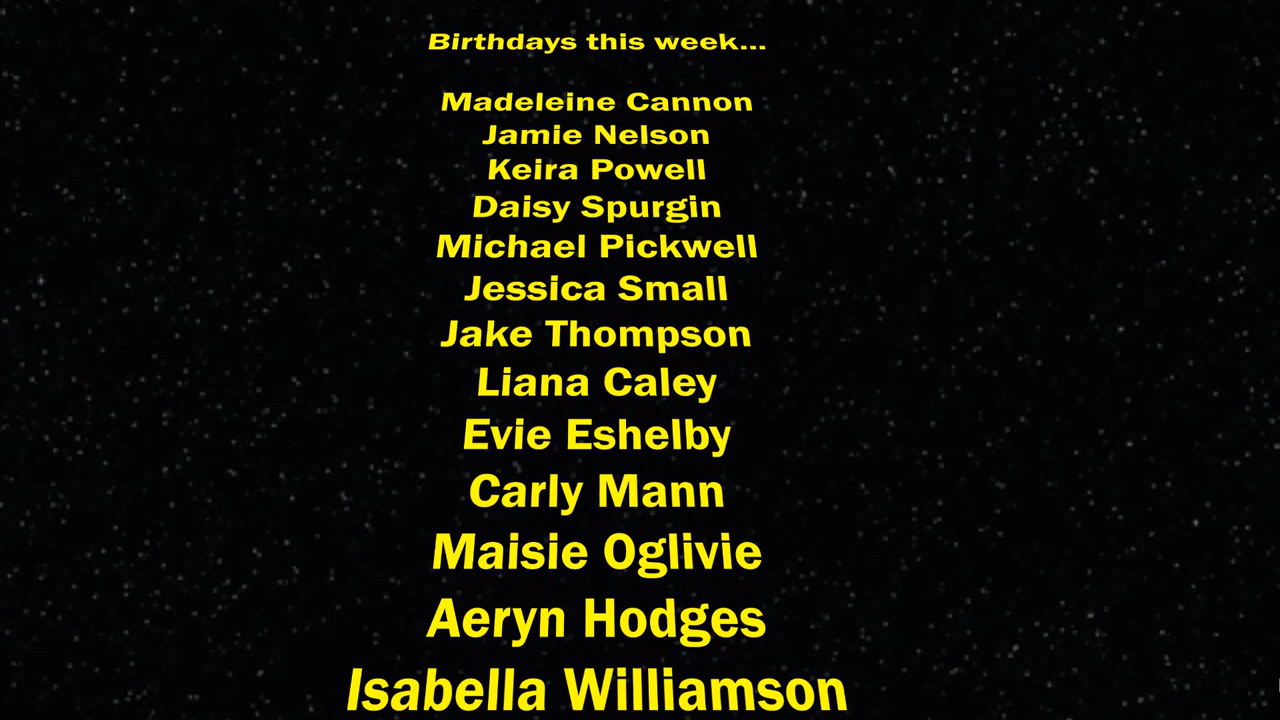 Birthdays this week...
Madeleine Cannon
Jamie Nelson
Keira Powell
Daisy Spurgin
Michael Pickwell
Jessica Small
Jake Thompson
Liana Caley
Evie Eshelby
Carly Mann
Maisie Oglivie
Aeryn Hodges
Isabella Williamson